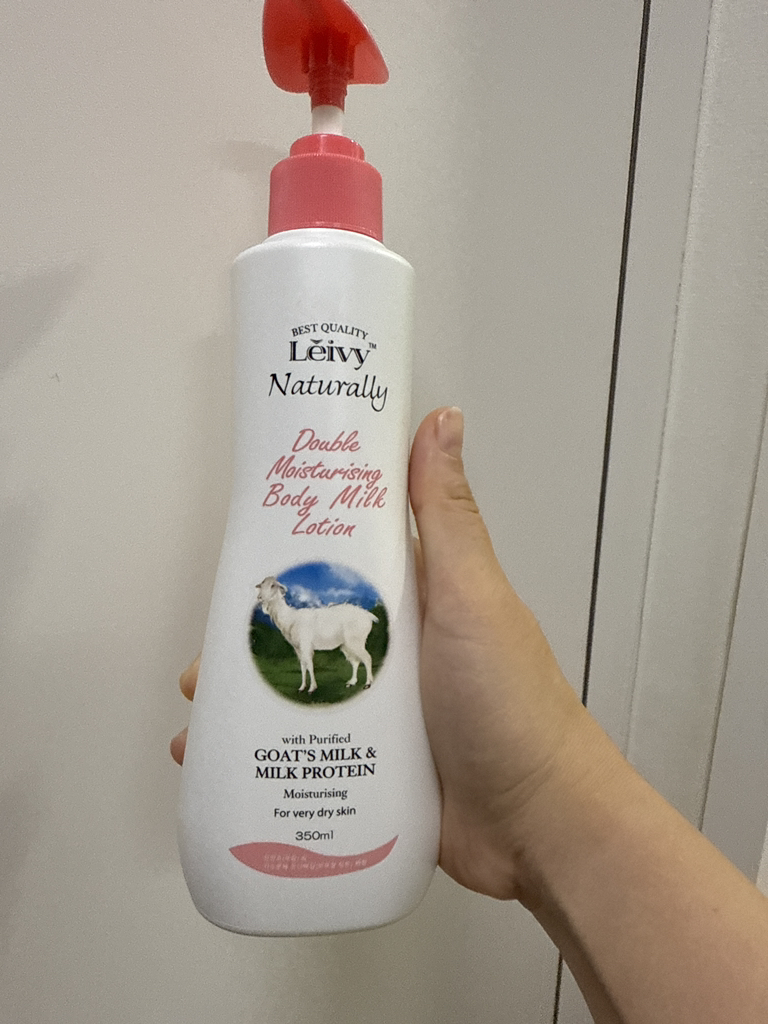 BEST QUALITY
Lěivy™
Naturally
Double
Moisturising
Body Milk
Lotion
with Purified
GOAT'S MILK &
MILK PROTEIN
Moisturising
For very dry skin
350ml